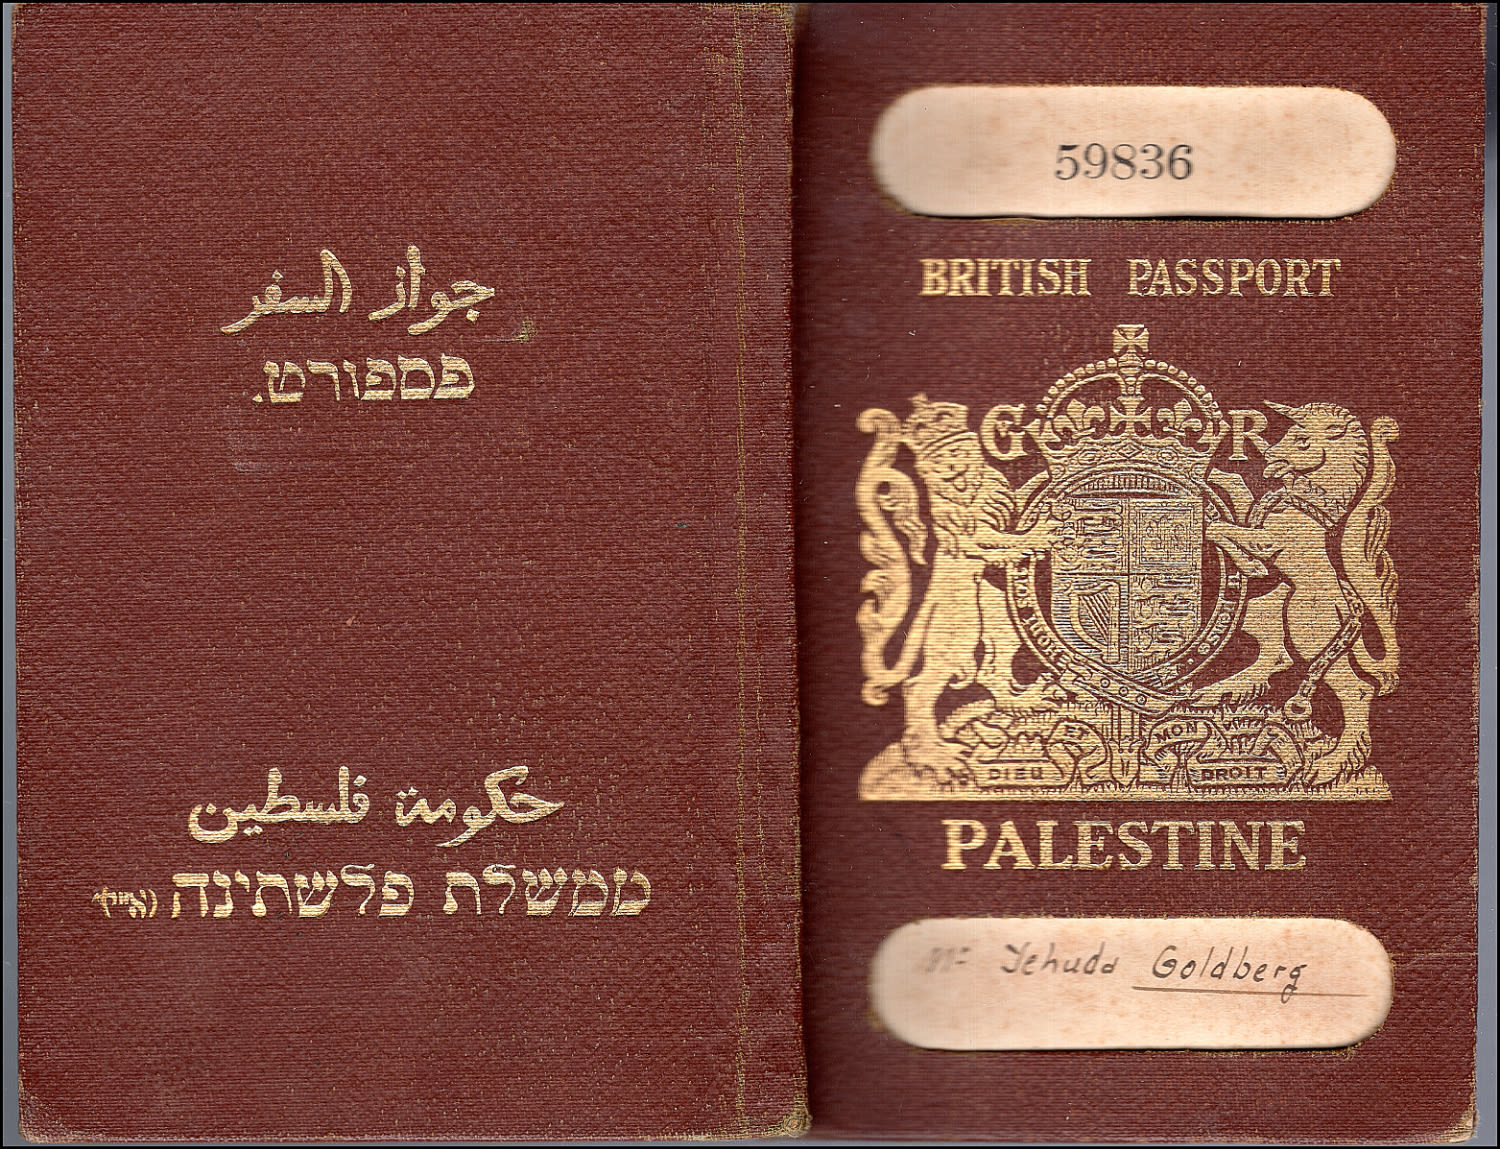 جواز السفر
פספורט.
حكومة فلسطين
ממשלת פלשתינה (א״י)
59836
BRITISH PASSPORT
G R
DIEU ET MON DROIT
PALESTINE
Mr Yehuda Goldberg